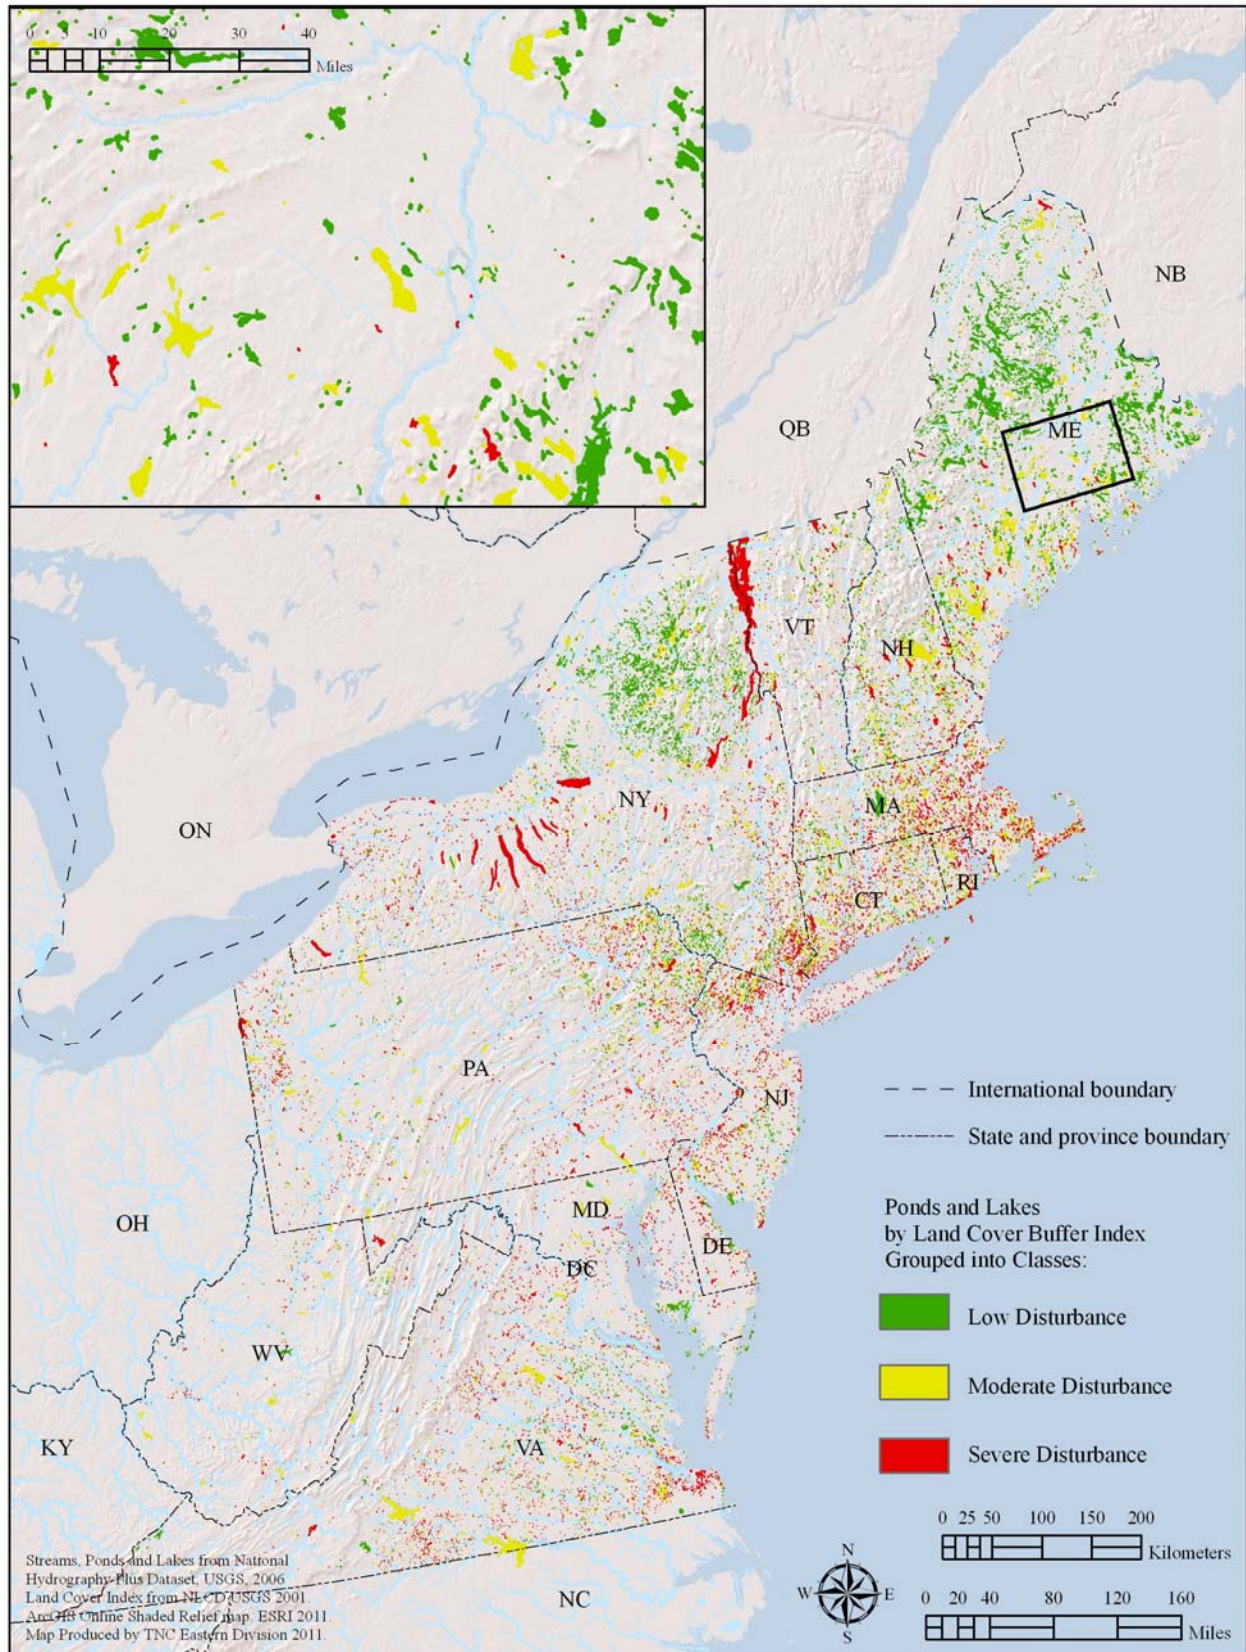 0 5 10 20 30 40
Miles
NB
QB
ME
VT
NH
NY
MA
ON
CT
RI
PA
NJ
International boundary
State and province boundary
OH
MD
DE
DC
Ponds and Lakes
by Land Cover Buffer Index
Grouped into Classes:
Low Disturbance
WV
Moderate Disturbance
KY
VA
Severe Disturbance
0 25 50 100 150 200
Kilometers
Streams, Ponds and Lakes from National
Hydrography Plus Dataset, USGS, 2006
Land Cover Index from NLCD USGS 2001.
ArcGIS Online Shaded Relief map. ESRI 2011.
Map Produced by TNC Eastern Division 2011.
NC
N
W E
S
0 20 40 80 120 160
Miles